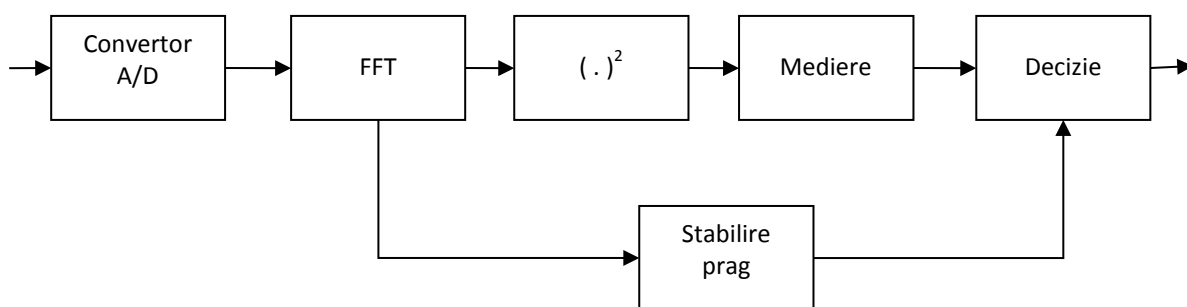 Convertor
A/D
FFT
( . )²
Mediere
Decizie
Stabilire
prag